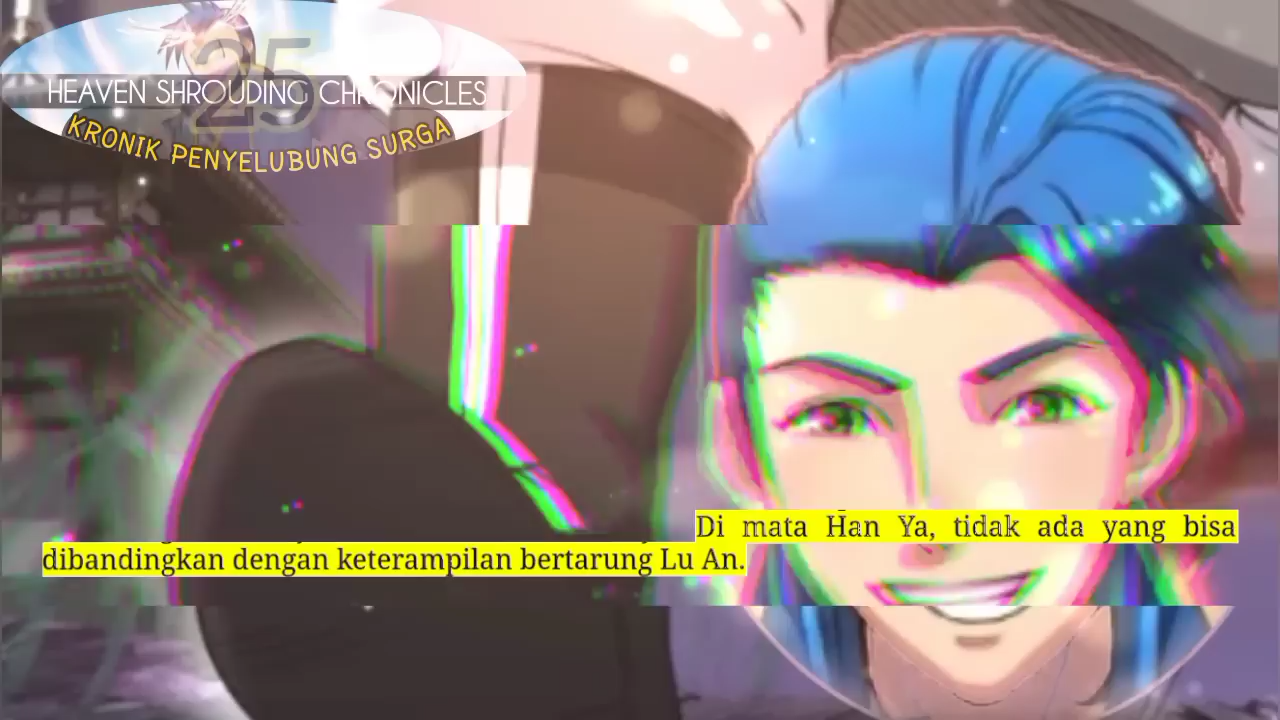 25
HEAVEN SHROUDING CHRONICLES
KRONIK PENYELUBUNG SURGA
Di mata Han Ya, tidak ada yang bisa
dibandingkan dengan keterampilan bertarung Lu An.